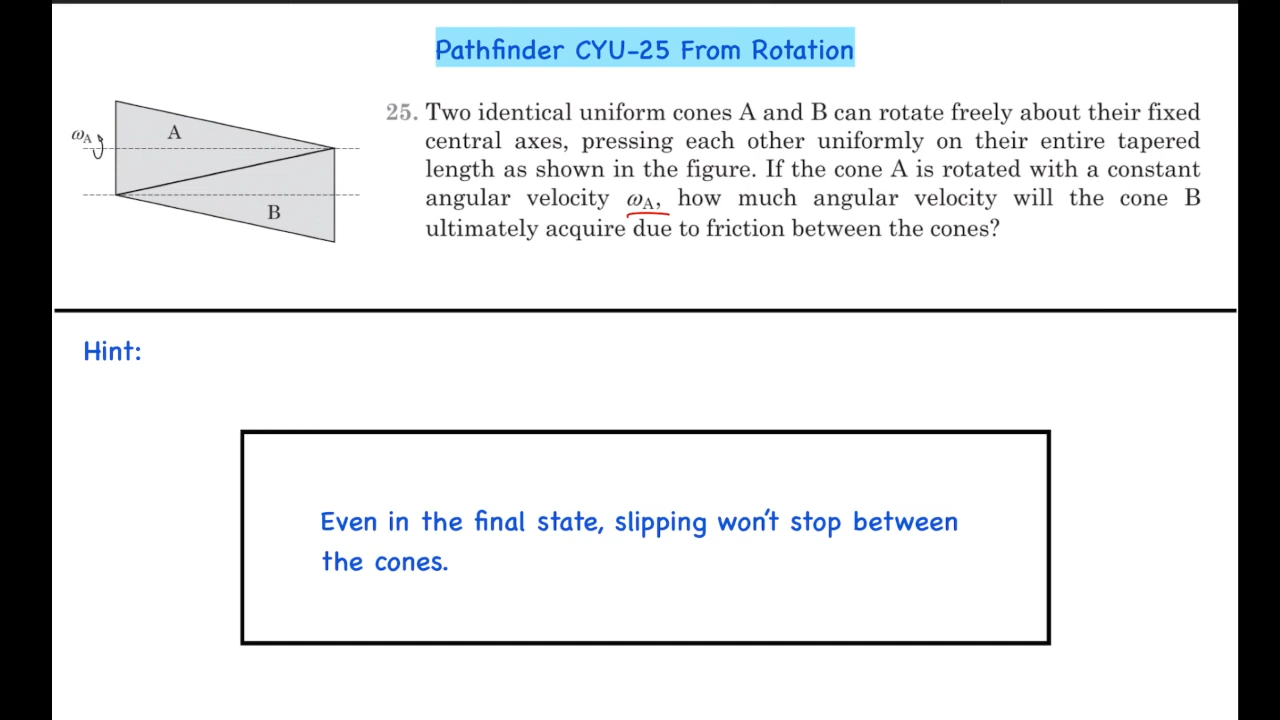 Pathfinder CYU-25 From Rotation
25. Two identical uniform cones A and B can rotate freely about their fixed
central axes, pressing each other uniformly on their entire tapered
length as shown in the figure. If the cone A is rotated with a constant
angular velocity ωA, how much angular velocity will the cone B
ultimately acquire due to friction between the cones?
ωA
A
B
Hint:
Even in the final state, slipping won't stop between
the cones.